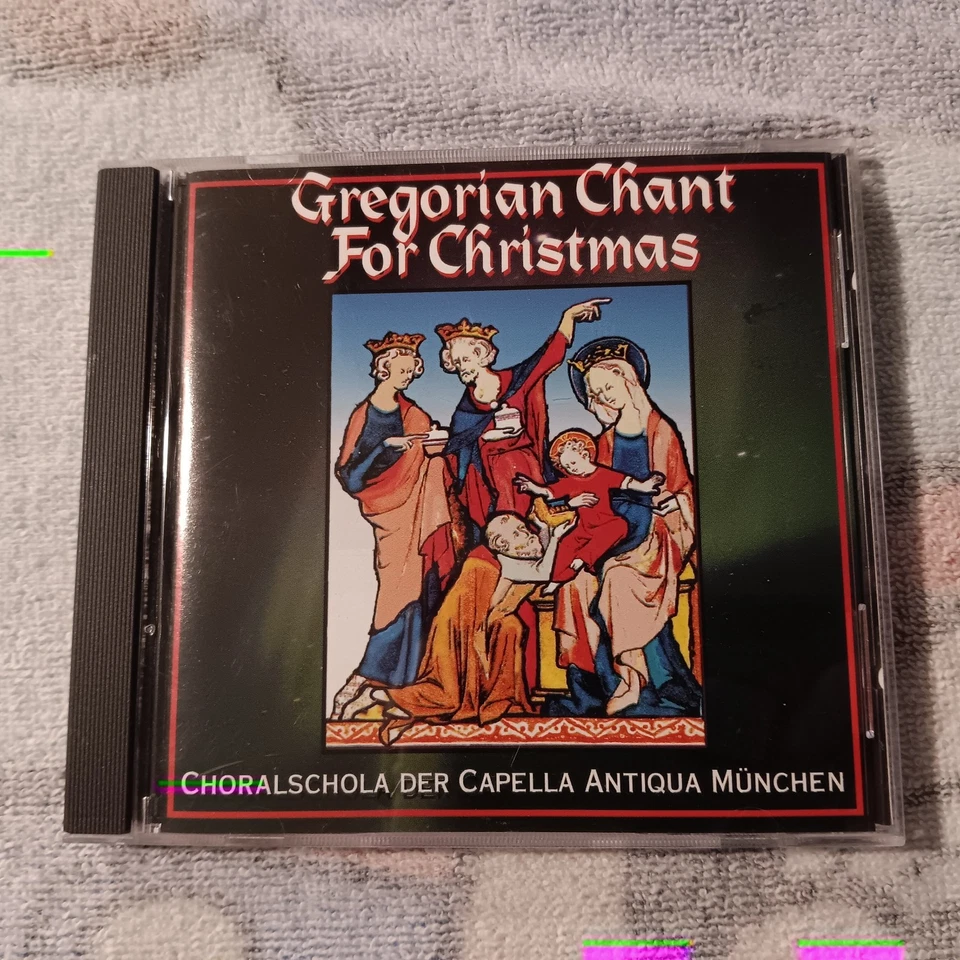 Gregorian Chant
For Christmas
CHORALSCHOLA DER CAPELLA ANTIQUA MÜNCHEN